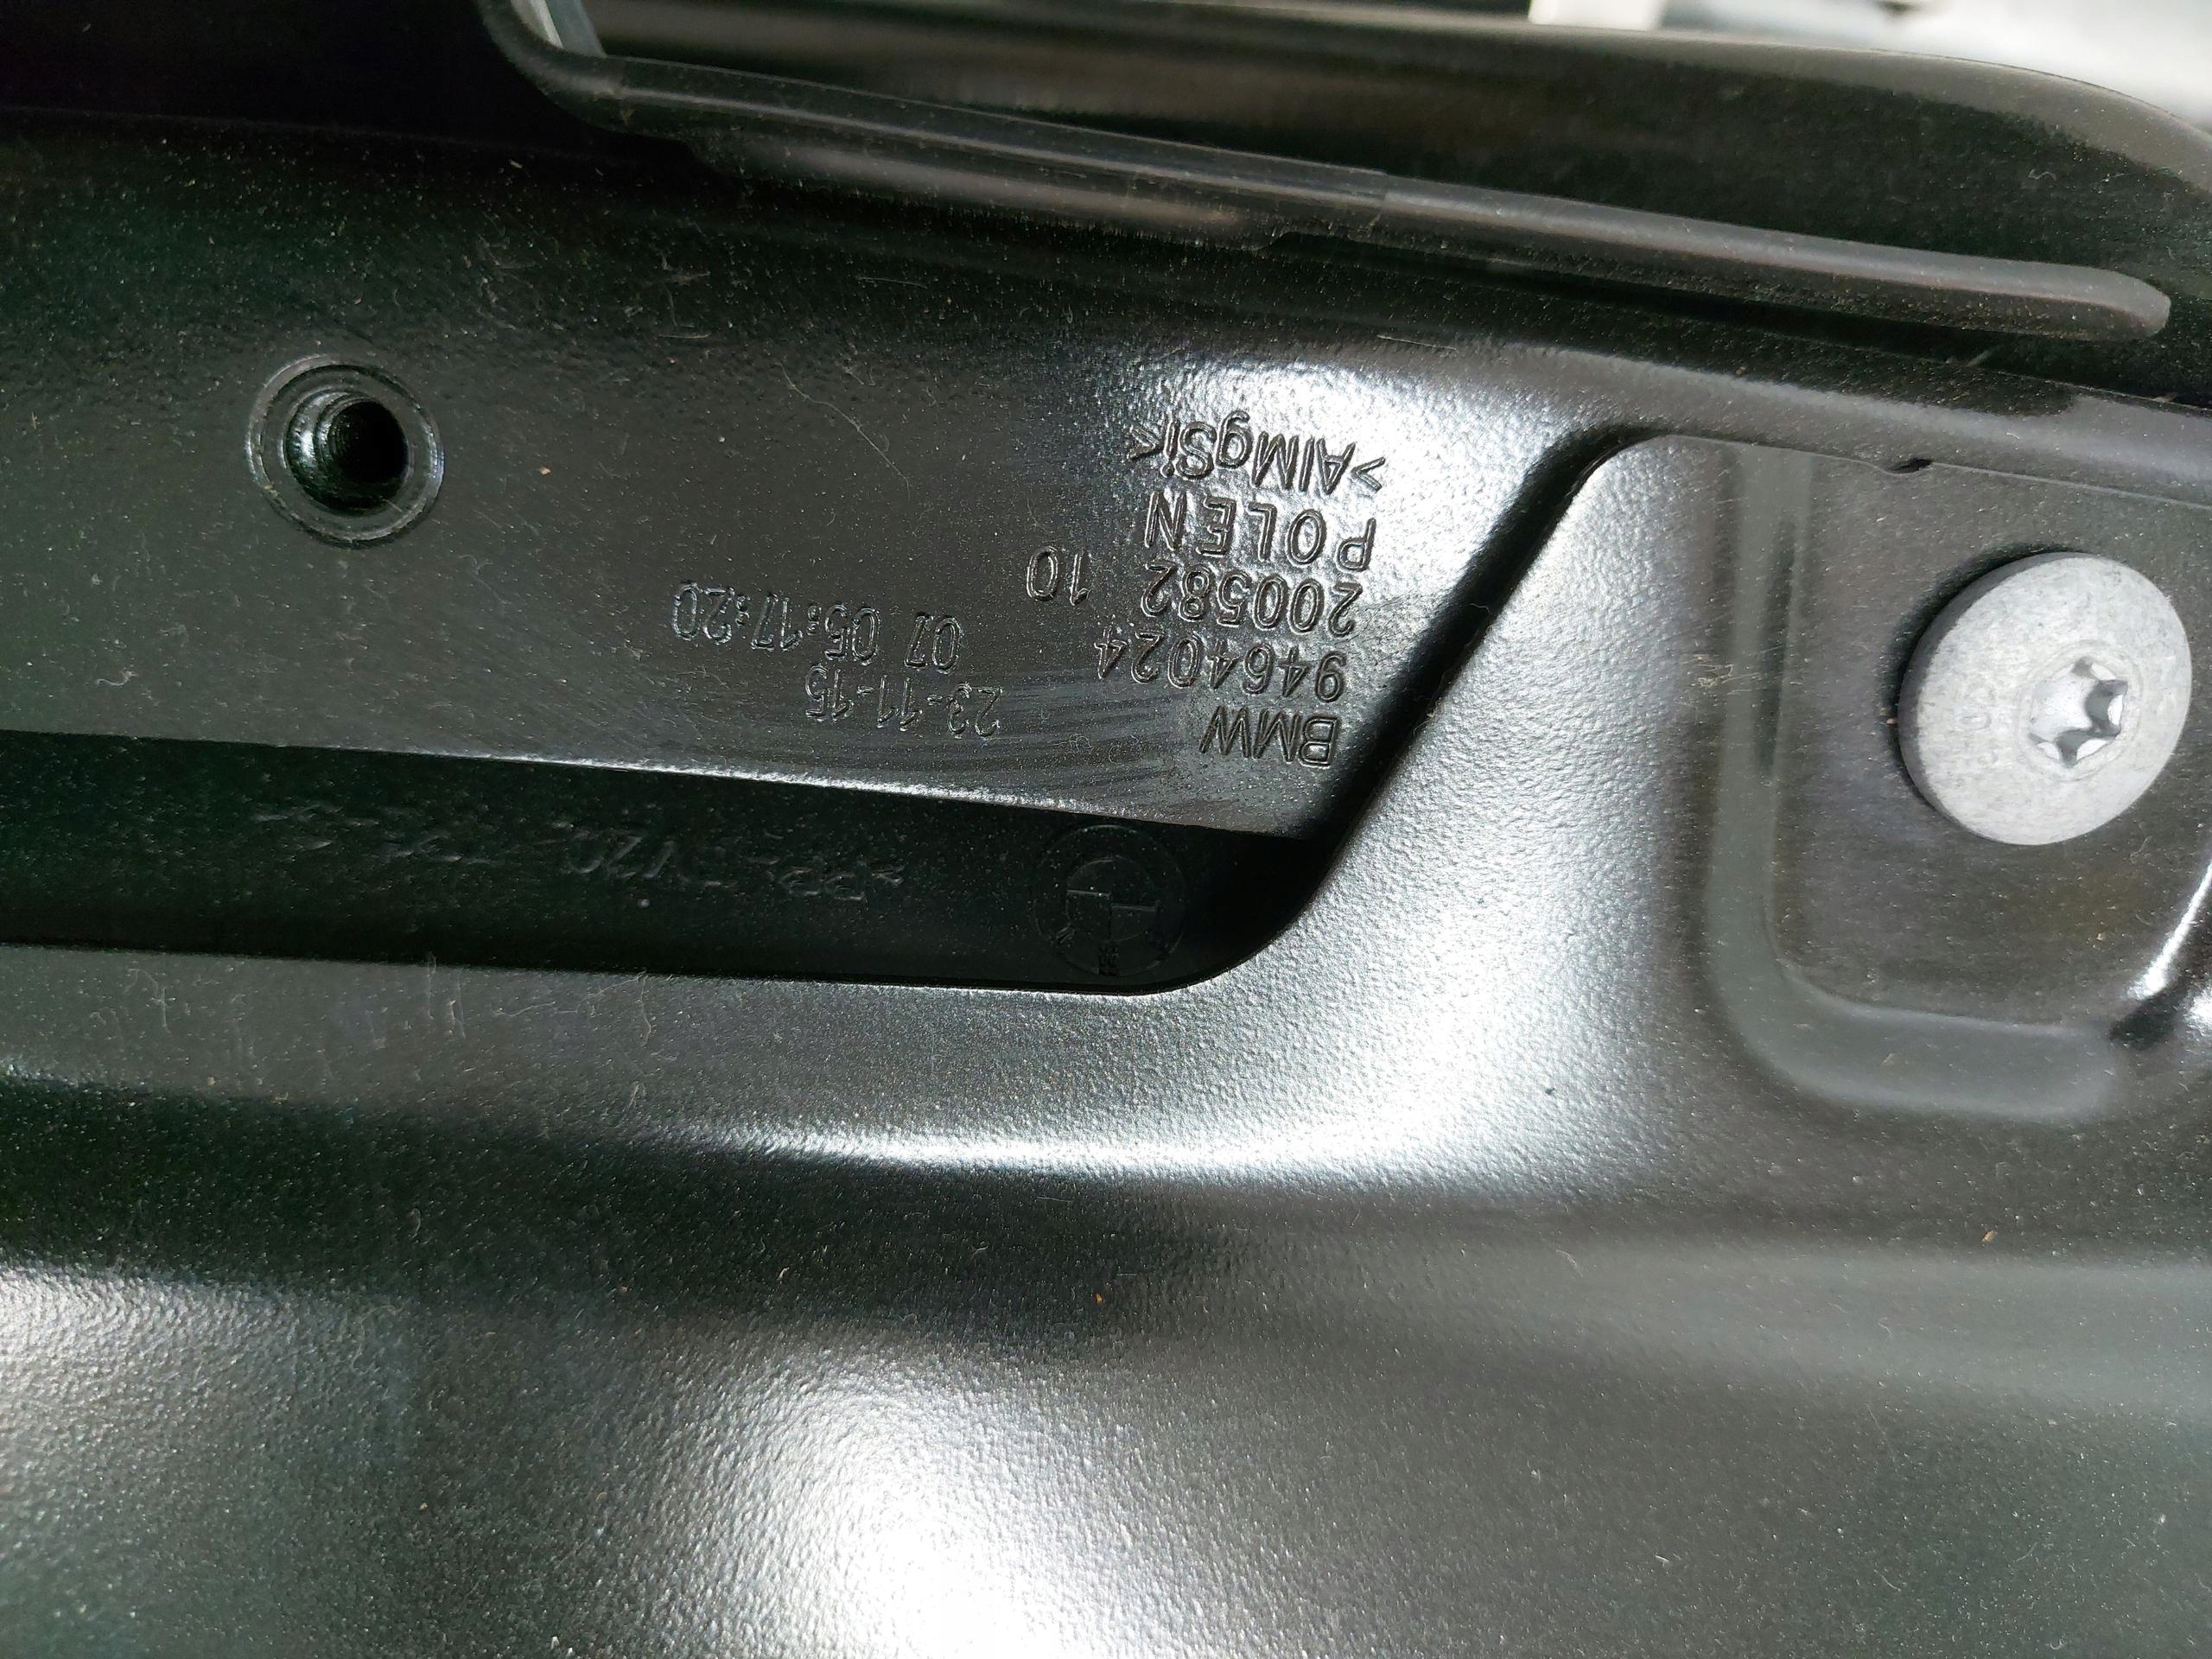 BMW
9464024
200582 10
POLEN
>AlMgSi<
23-11-15
07 05:17:20